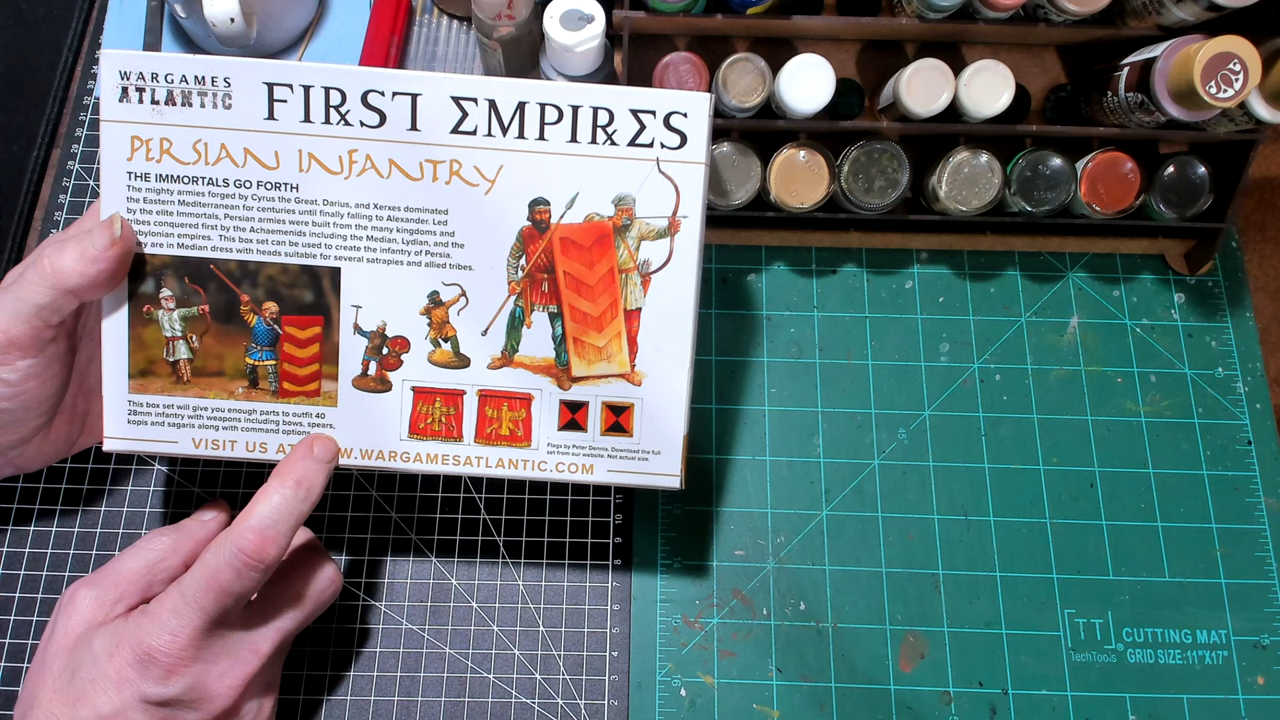 WARGAMES
ATLANTIC
FIRST EMPIRES
PERSIAN INFANTRY
THE IMMORTALS GO FORTH
The mighty armies forged by Cyrus the Great, Darius, and Xerxes dominated
the Eastern Mediterranean for centuries until finally falling to Alexander. Led
by the elite Immortals, Persian armies were built from the many kingdoms and
tribes conquered first by the Achaemenids including the Median, Lydian, and the
Babylonian empires. This box set can be used to create the infantry of Persia.
They are in Median dress with heads suitable for several satrapies and allied tribes.
This box set will give you enough parts to outfit 40
28mm infantry with weapons including bows, spears,
kopis and sagaris along with command options.
Flags by Peter Dennis. Download the full
set from our website. Not actual size.
VISIT US AT WWW.WARGAMESATLANTIC.COM
TT
TechTools
CUTTING MAT
GRID SIZE:11"X17"